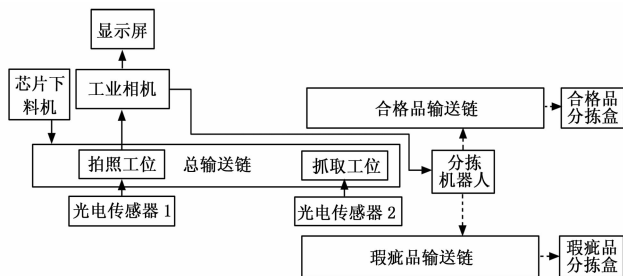 显示屏
芯片下
料机
工业相机
合格品输送链
合格品
分拣盒
拍照工位
总输送链
抓取工位
分拣
机器人
光电传感器1
光电传感器2
瑕疵品输送链
瑕疵品
分拣盒